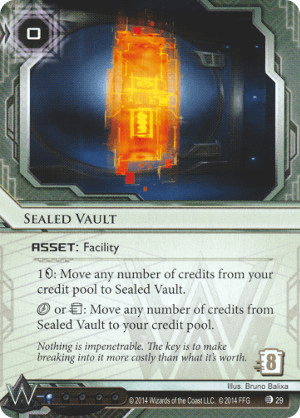 0
SEALED VAULT
ASSET: Facility
1: Move any number of credits from your
credit pool to Sealed Vault.
or : Move any number of credits from
Sealed Vault to your credit pool.
Nothing is impenetrable. The key is to make
breaking into it more costly than what it's worth.
8
Illus. Bruno Balixa
© 2014 Wizards of the Coast LLC. © 2014 FFG
29